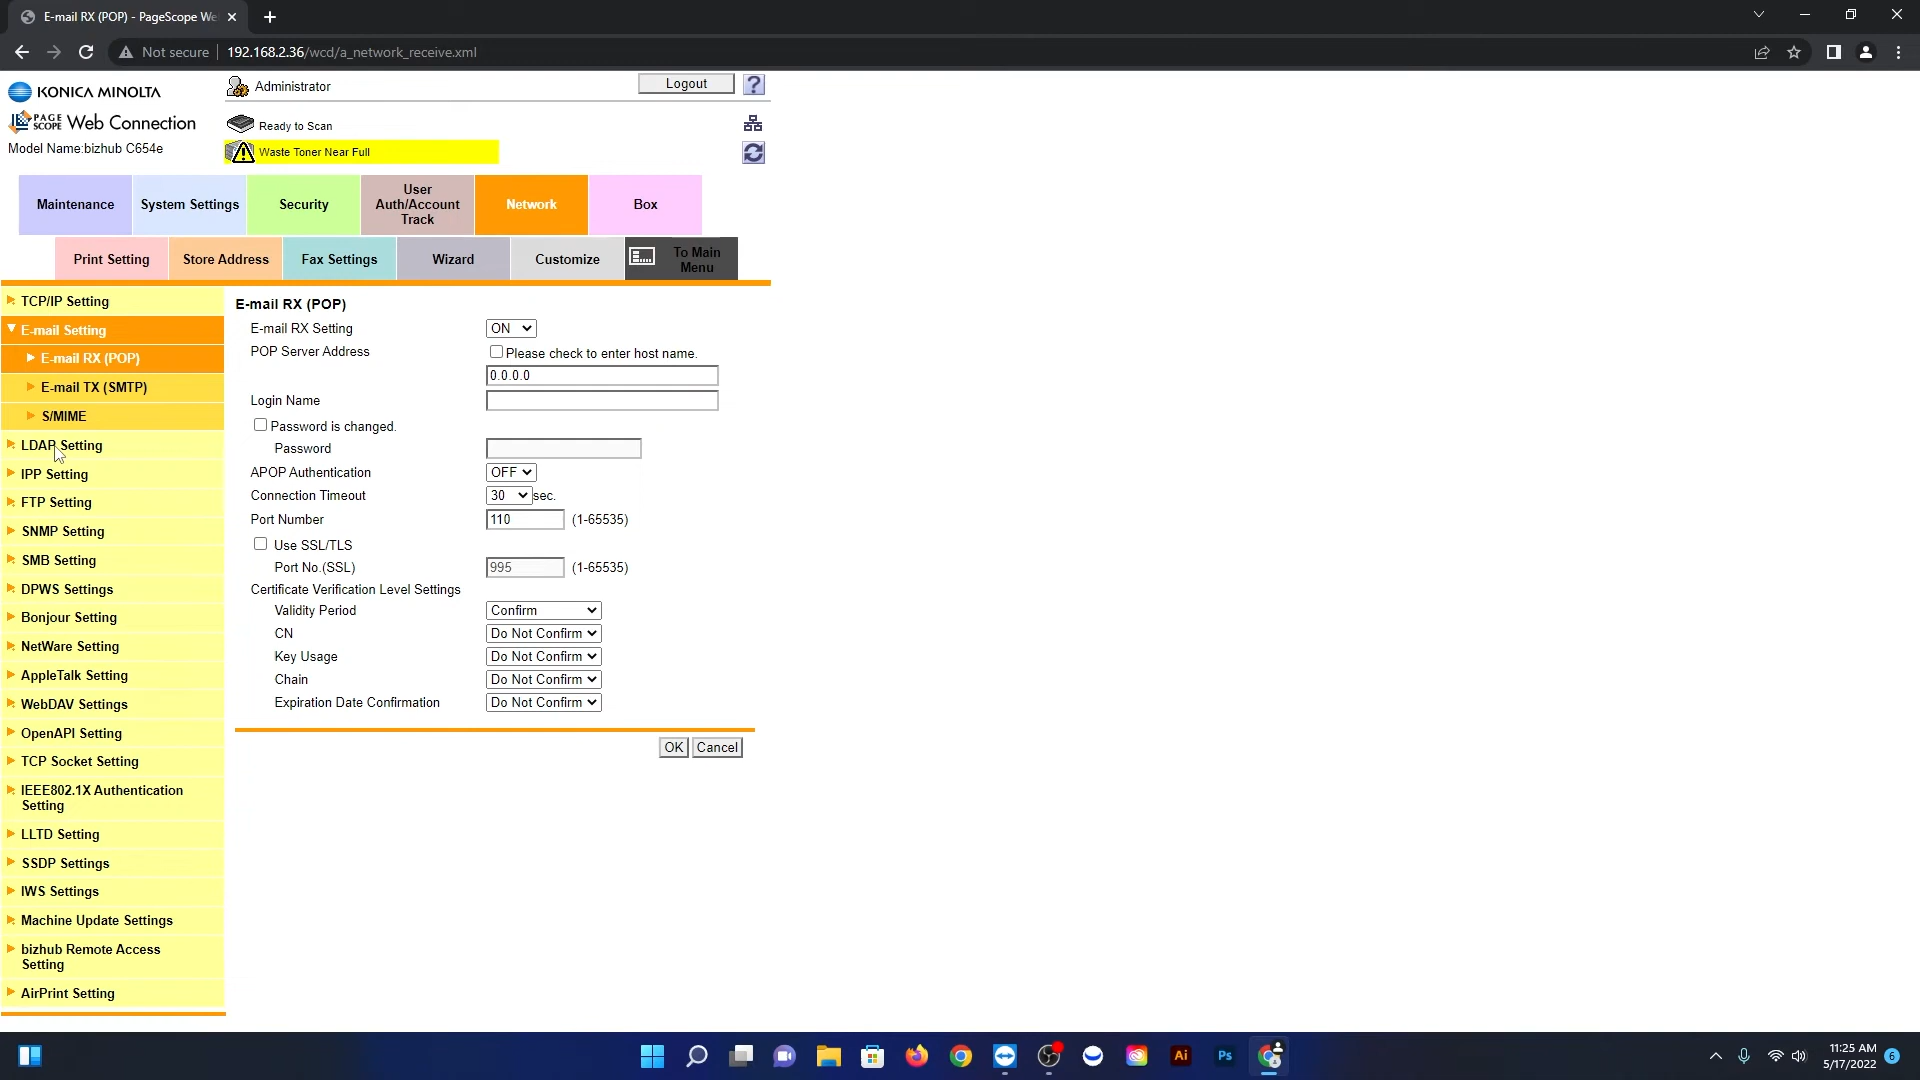 E-mail RX (POP) - PageScope We
Not secure
192.168.2.36/wcd/a_network_receive.xml
KONICA MINOLTA
Administrator
Logout
?
PAGE SCOPE Web Connection
Ready to Scan
Model Name:bizhub C654e
Waste Toner Near Full
Maintenance
System Settings
Security
User Auth/Account Track
Network
Box
Print Setting
Store Address
Fax Settings
Wizard
Customize
To Main Menu
TCP/IP Setting
E-mail Setting
E-mail RX (POP)
E-mail TX (SMTP)
S/MIME
LDAP Setting
IPP Setting
FTP Setting
SNMP Setting
SMB Setting
DPWS Settings
Bonjour Setting
NetWare Setting
AppleTalk Setting
WebDAV Settings
OpenAPI Setting
TCP Socket Setting
IEEE802.1X Authentication
Setting
LLTD Setting
SSDP Settings
IWS Settings
Machine Update Settings
bizhub Remote Access
Setting
AirPrint Setting
E-mail RX (POP)
E-mail RX Setting ON
POP Server Address Please check to enter host name.
0.0.0.0
Login Name
Password is changed.
Password
APOP Authentication OFF
Connection Timeout 30 sec.
Port Number 110 (1-65535)
Use SSL/TLS
Port No.(SSL) 995 (1-65535)
Certificate Verification Level Settings
Validity Period Confirm
CN Do Not Confirm
Key Usage Do Not Confirm
Chain Do Not Confirm
Expiration Date Confirmation Do Not Confirm
OK Cancel
Ai
Ps
11:25 AM
5/17/2022
6